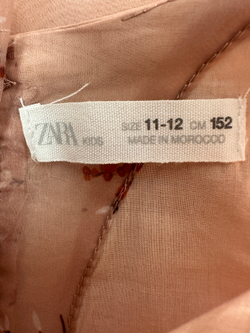 ZARA KIDS SIZE 11-12 CM 152
MADE IN MOROCCO